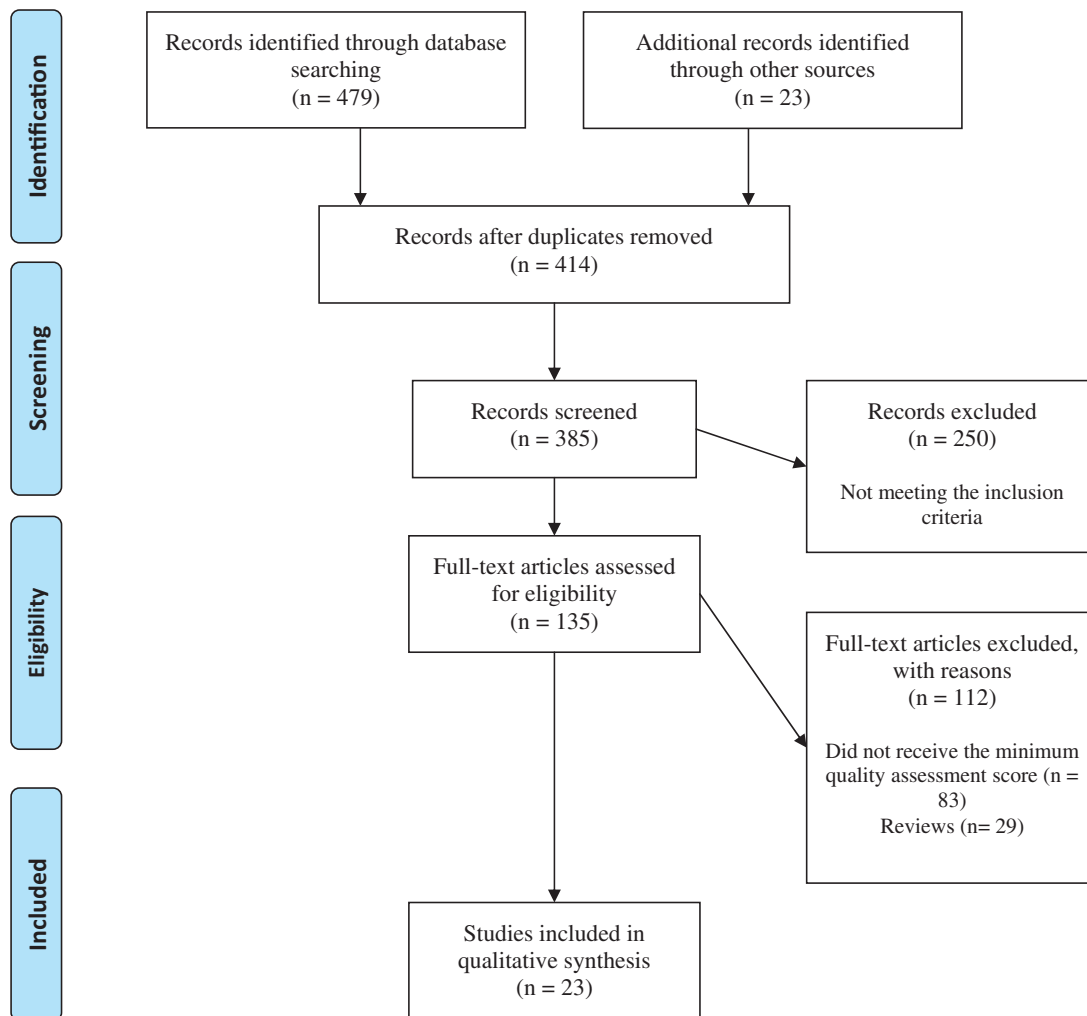 Identification
Records identified through database
searching
(n = 479)
Additional records identified
through other sources
(n = 23)
Records after duplicates removed
(n = 414)
Screening
Records screened
(n = 385)
Records excluded
(n = 250)
Not meeting the inclusion
criteria
Eligibility
Full-text articles assessed
for eligibility
(n = 135)
Full-text articles excluded,
with reasons
(n = 112)
Did not receive the minimum
quality assessment score (n =
83)
Reviews (n= 29)
Included
Studies included in
qualitative synthesis
(n = 23)